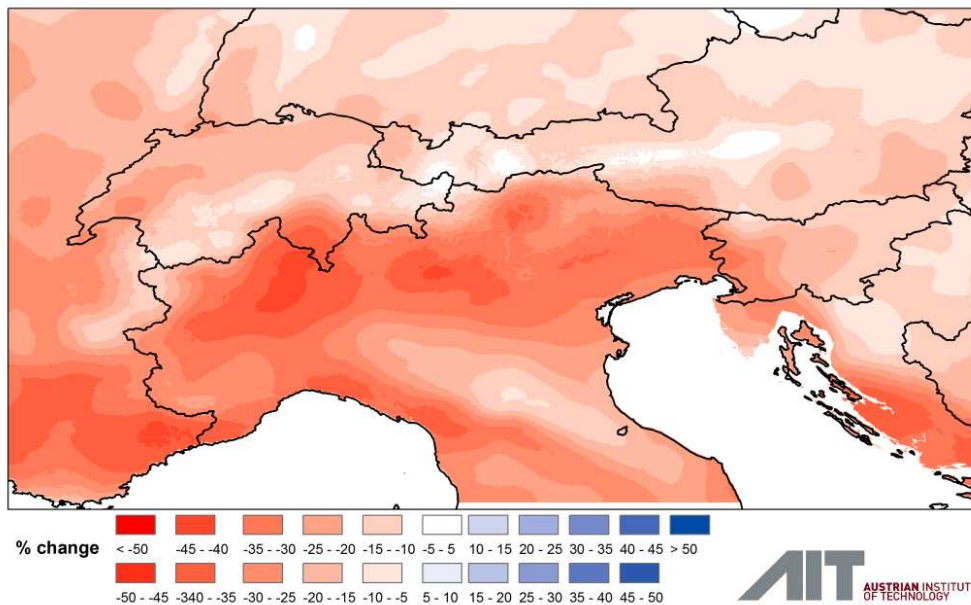 < -50 -45 - -40 -35 - -30 -25 - -20 -15 - -10 -5 - 5 10 - 15 20 - 25 30 - 35 40 - 45 > 50
% change
-50 - -45 -340 - -35 -30 - -25 -20 - -15 -10 - -5 5 - 10 15 - 20 25 - 30 35 - 40 45 - 50
AIT AUSTRIAN INSTITUT
OF TECHNOLOGY